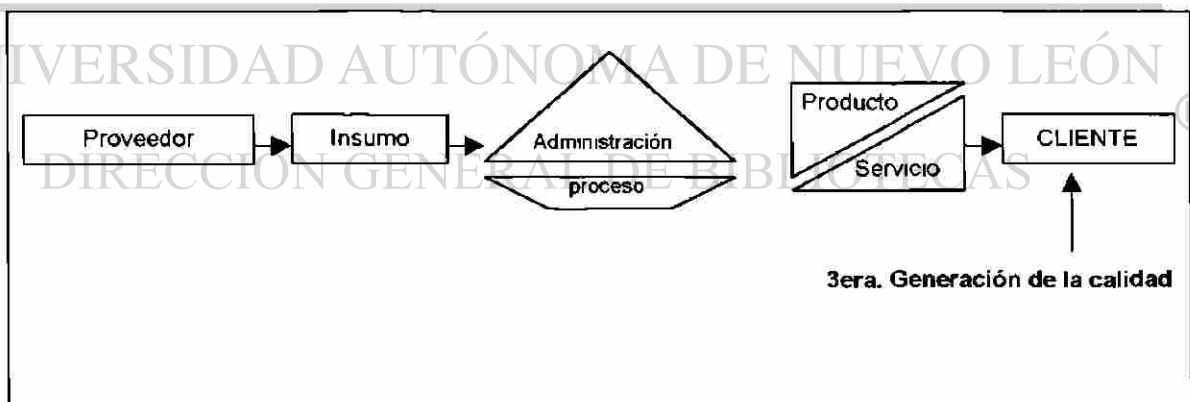 UNIVERSIDAD AUTÓNOMA DE NUEVO LEÓN
Proveedor
Insumo
Administración
proceso
Producto
Servicio
CLIENTE
DIRECCIÓN GENERAL DE BIBLIOTECAS
3era. Generación de la calidad